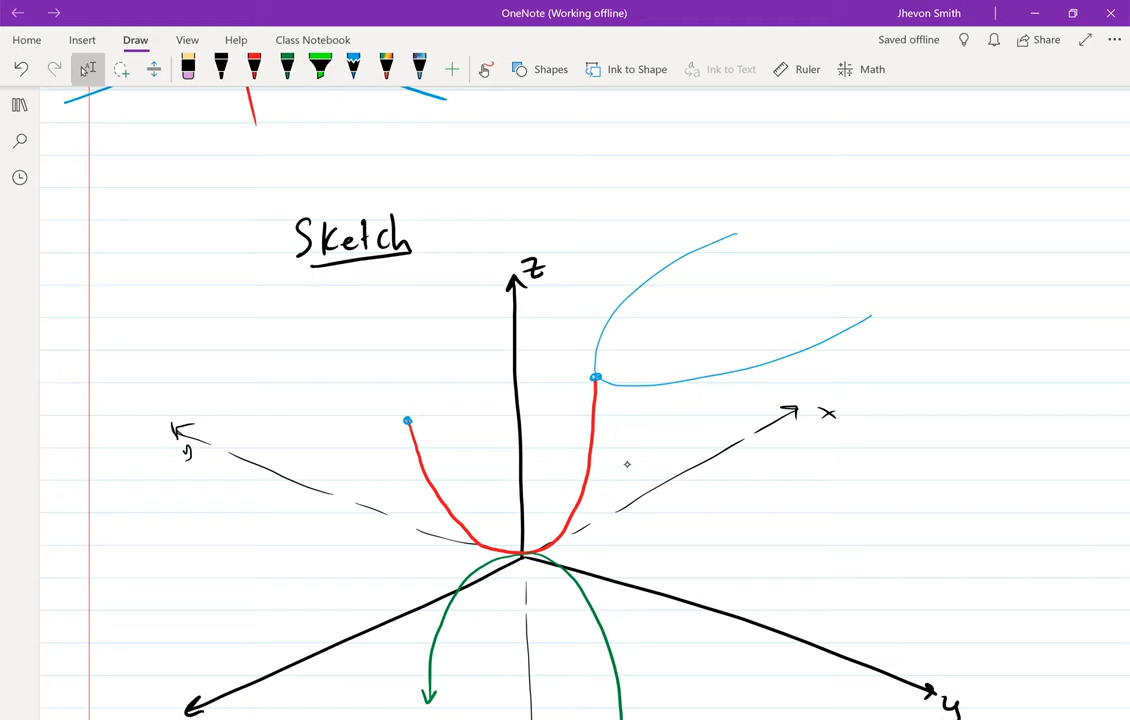 OneNote (Working offline)
Jhevon Smith
Home Insert Draw View Help Class Notebook
Saved offline Share
Shapes Ink to Shape Ink to Text Ruler Math
Sketch
z
x
y
y